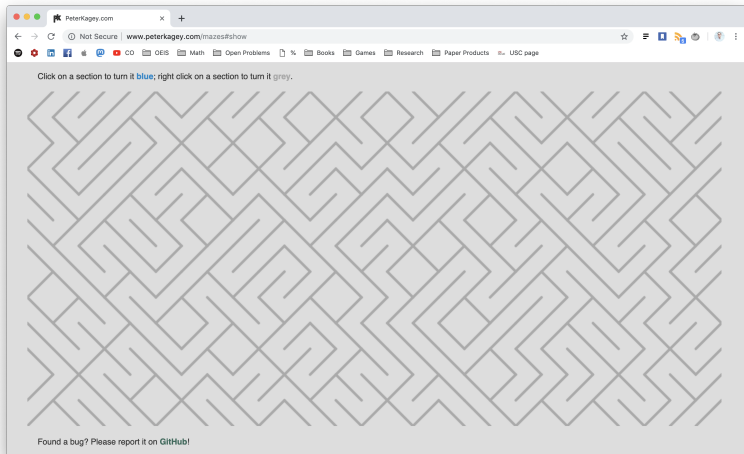 PeterKagey.com
Not Secure | www.peterkagey.com/mazes#show
CO OEIS Math Open Problems % Books Games Research Paper Products USC page
Click on a section to turn it blue; right click on a section to turn it grey.
Found a bug? Please report it on GitHub!